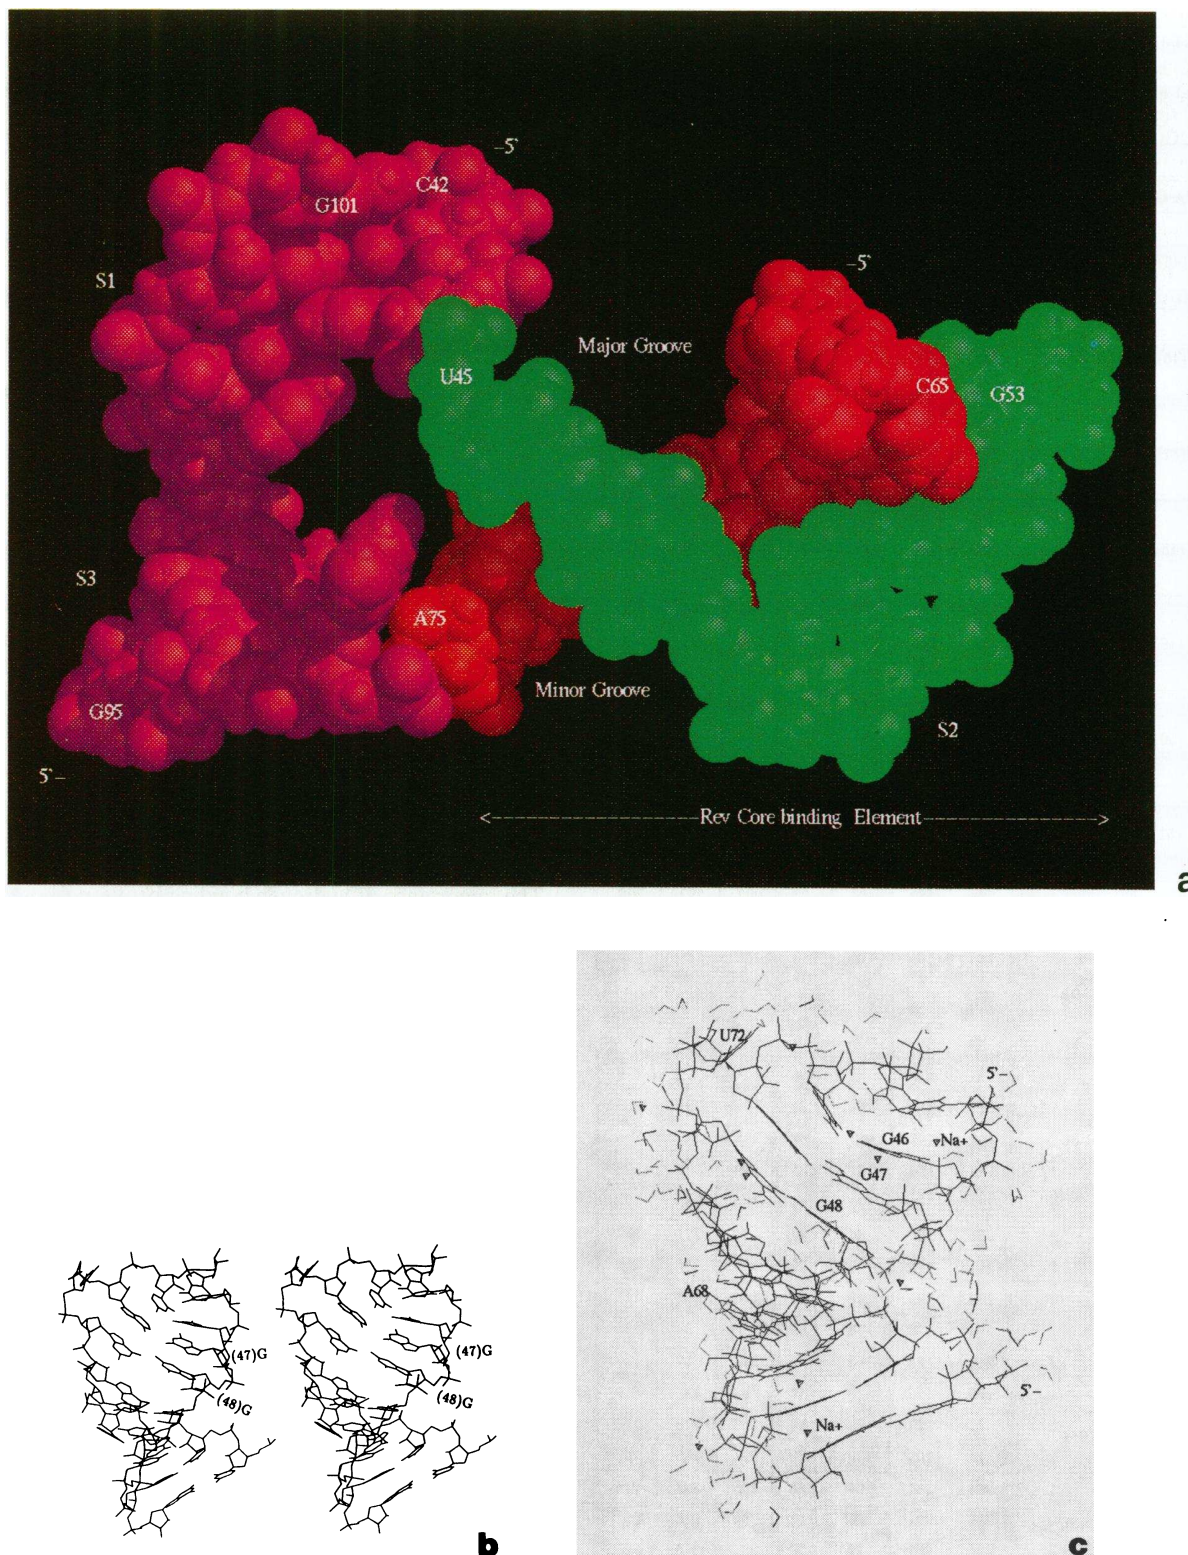 –5`
C42
G101
S1
–5`
Major Groove
U45
C65
G53
S3
A75
Minor Groove
G95
S2
5`–
<-----------------Rev Core binding Element--------------->
a
U72
5`–
G46
Na+
G47
G48
A68
5`–
Na+
(47)G
(47)G
(48)G
(48)G
b
c